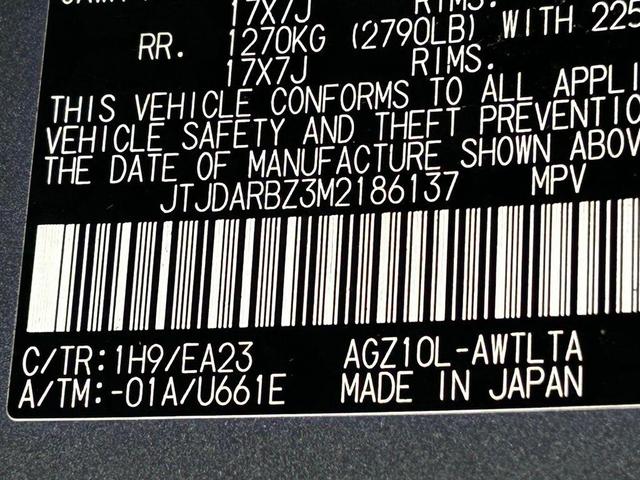 17X7J RIMS.
RR. 1270KG (2790LB) WITH 225
17X7J RIMS.
THIS VEHICLE CONFORMS TO ALL APPLI
VEHICLE SAFETY AND THEFT PREVENTIO
THE DATE OF MANUFACTURE SHOWN ABOV
JTJDARBZ3M2186137 MPV
C/TR:1H9/EA23 AGZ10L-AWTLTA
A/TM:-01A/U661E MADE IN JAPAN